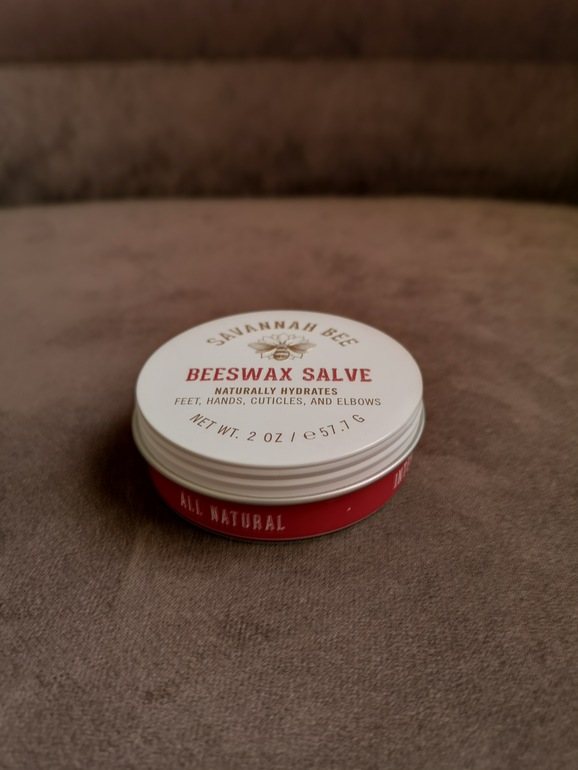 SAVANNAH BEE
BEESWAX SALVE
NATURALLY HYDRATES
FEET, HANDS, CUTICLES, AND ELBOWS
NET WT. 2 OZ / ℮57.7 G
ALL NATURAL